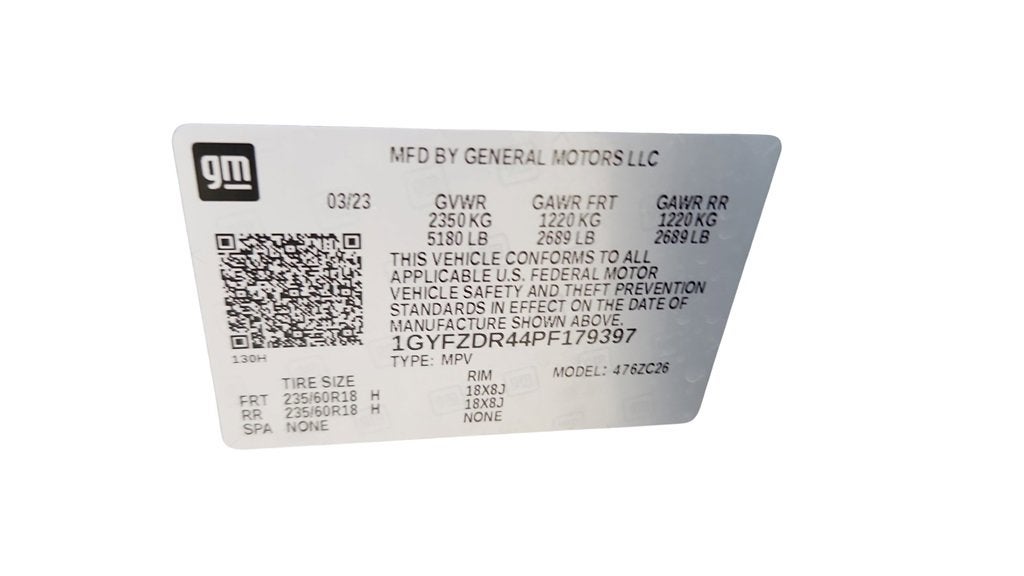 gm
MFD BY GENERAL MOTORS LLC
03/23 GVWR GAWR FRT GAWR RR
2350 KG 1220 KG 1220 KG
5180 LB 2689 LB 2689 LB
THIS VEHICLE CONFORMS TO ALL
APPLICABLE U.S. FEDERAL MOTOR
VEHICLE SAFETY AND THEFT PREVENTION
STANDARDS IN EFFECT ON THE DATE OF
MANUFACTURE SHOWN ABOVE.
1GYFZDR44PF179397
130H
TYPE: MPV
MODEL: 476ZC26
TIRE SIZE RIM
FRT 235/60R18 H 18X8J
RR 235/60R18 H 18X8J
SPA NONE NONE